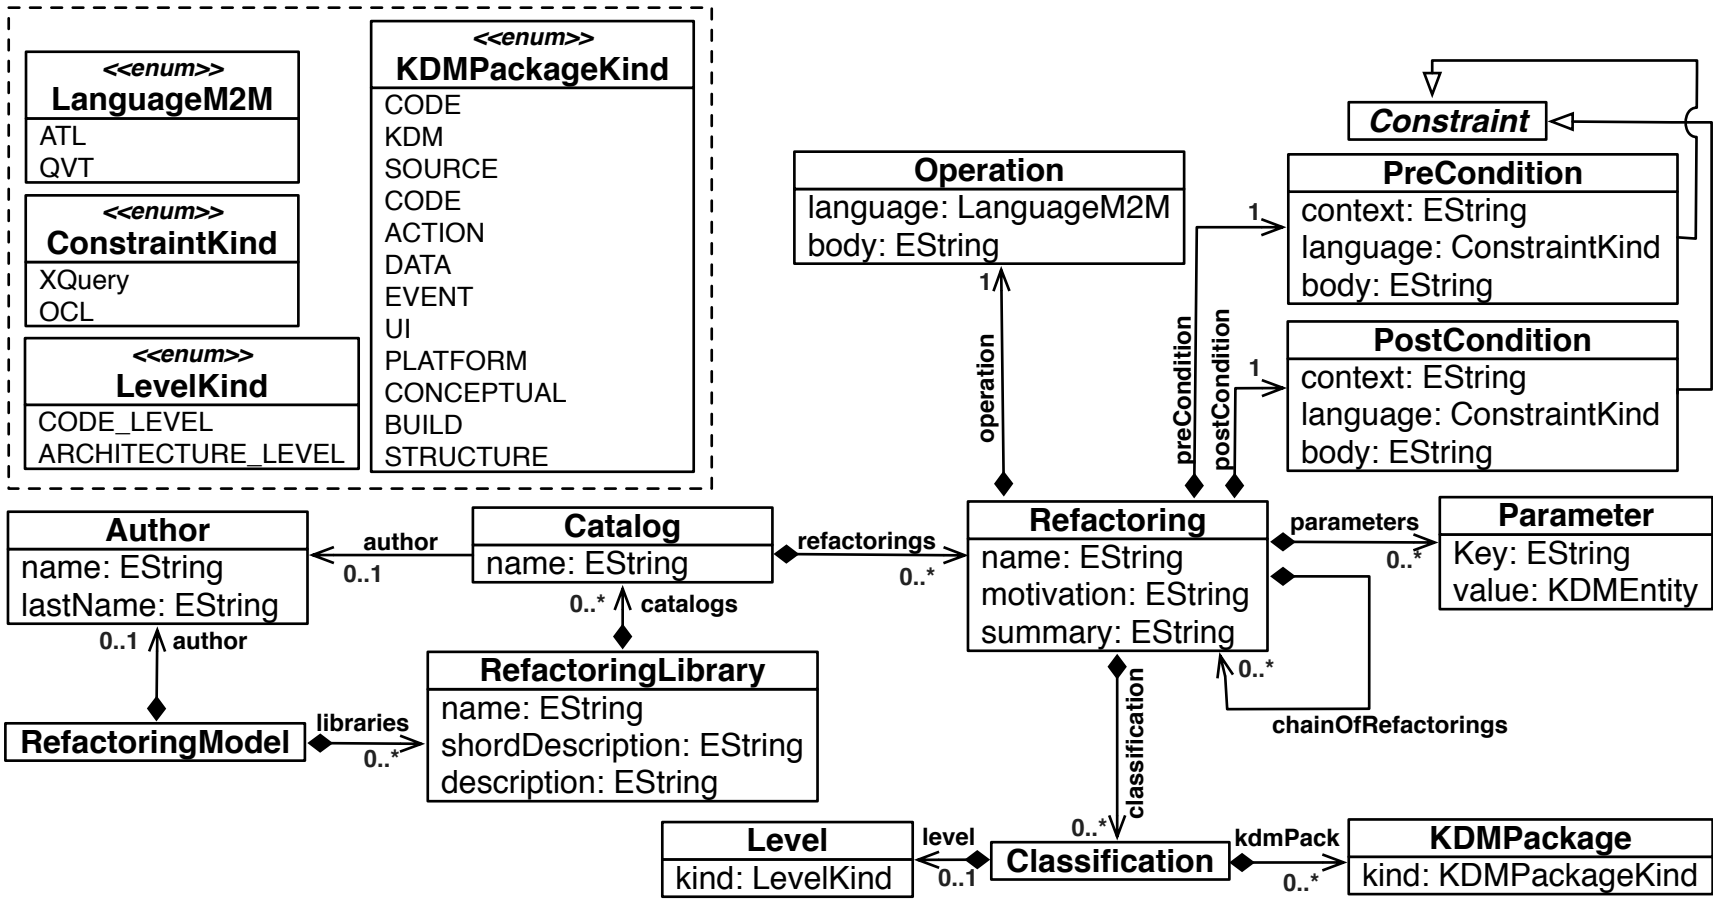 <<enum>>
LanguageM2M
ATL
QVT
<<enum>>
ConstraintKind
XQuery
OCL
<<enum>>
LevelKind
CODE_LEVEL
ARCHITECTURE_LEVEL
<<enum>>
KDMPackageKind
CODE
KDM
SOURCE
CODE
ACTION
DATA
EVENT
UI
PLATFORM
CONCEPTUAL
BUILD
STRUCTURE
Constraint
Operation
language: LanguageM2M
body: EString
1
operation
PreCondition
context: EString
language: ConstraintKind
body: EString
1
preCondition
PostCondition
context: EString
language: ConstraintKind
body: EString
1
postCondition
Author
name: EString
lastName: EString
author
0..1
Catalog
name: EString
refactorings
0..*
Refactoring
name: EString
motivation: EString
summary: EString
parameters
0..*
Parameter
Key: EString
value: KDMEntity
0..*
chainOfRefactorings
0..1 author
0..* catalogs
RefactoringModel
libraries
0..*
RefactoringLibrary
name: EString
shordDescription: EString
description: EString
classification
0..*
Level
kind: LevelKind
level
0..1
Classification
kdmPack
0..*
KDMPackage
kind: KDMPackageKind